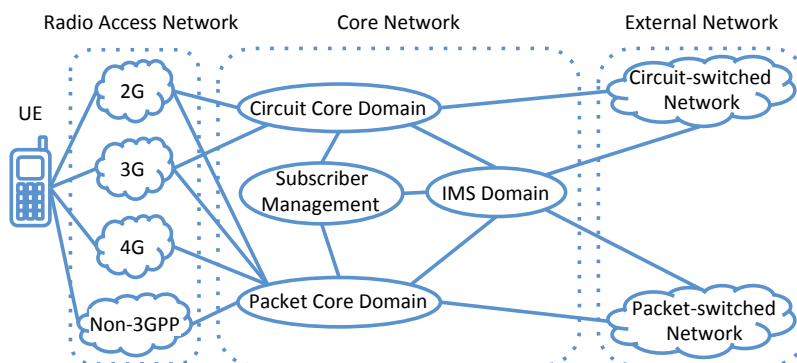 Radio Access Network
Core Network
External Network
UE
2G
3G
4G
Non-3GPP
Circuit Core Domain
Subscriber
Management
IMS Domain
Packet Core Domain
Circuit-switched
Network
Packet-switched
Network